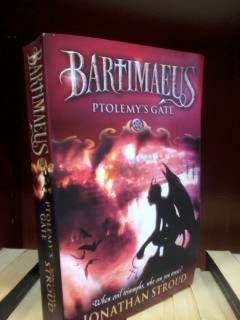 BARTIMAEUS
PTOLEMY'S GATE
When evil triumphs, who can you trust?
JONATHAN STROUD
BARTIMAEUS
PTOLEMY'S
GATE
JONATHAN STROUD